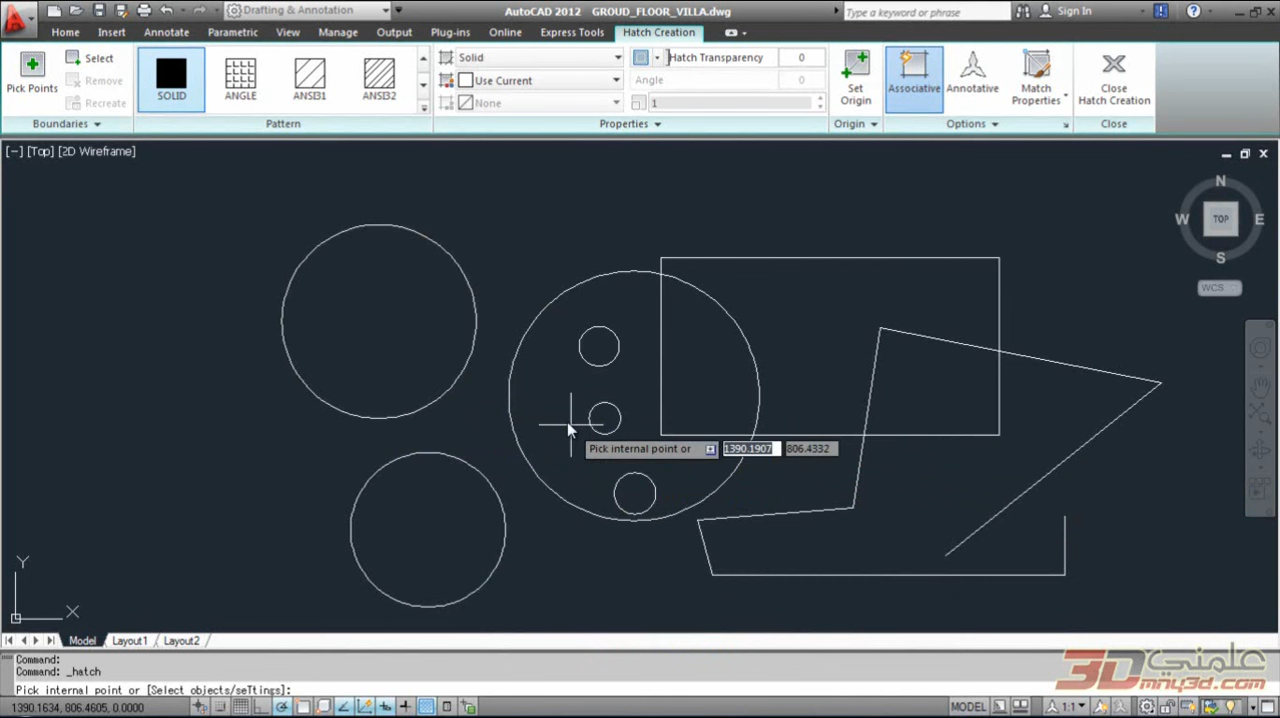 Drafting & Annotation
AutoCAD 2012 GROUD_FLOOR_VILLA.dwg
Type a keyword or phrase
Sign In
Home Insert Annotate Parametric View Manage Output Plug-ins Online Express Tools Hatch Creation
Pick Points
Select
Remove
Recreate
Boundaries
SOLID
ANGLE
ANSI31
ANSI32
Pattern
Solid
Use Current
None
Hatch Transparency 0
Angle 0
1
Properties
Set
Origin
Origin
Associative
Annotative
Match
Properties
Options
Close
Hatch Creation
Close
[−] [Top] [2D Wireframe]
N
W TOP E
S
WCS
Pick internal point or 1390.1907 806.4332
Y
X
Model Layout1 Layout2
Command:
Command: _hatch
Pick internal point or [Select objects/seTtings]:
3D علمني
mny3d.com
1390.1634, 806.4605, 0.0000
MODEL
1:1